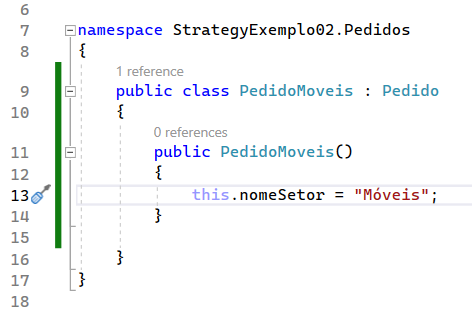 6
7 namespace StrategyExemplo02.Pedidos
8 {
1 reference
9 public class PedidoMoveis : Pedido
10 {
0 references
11 public PedidoMoveis()
12 {
13 this.nomeSetor = "Móveis";
14 }
15
16 }
17 }
18